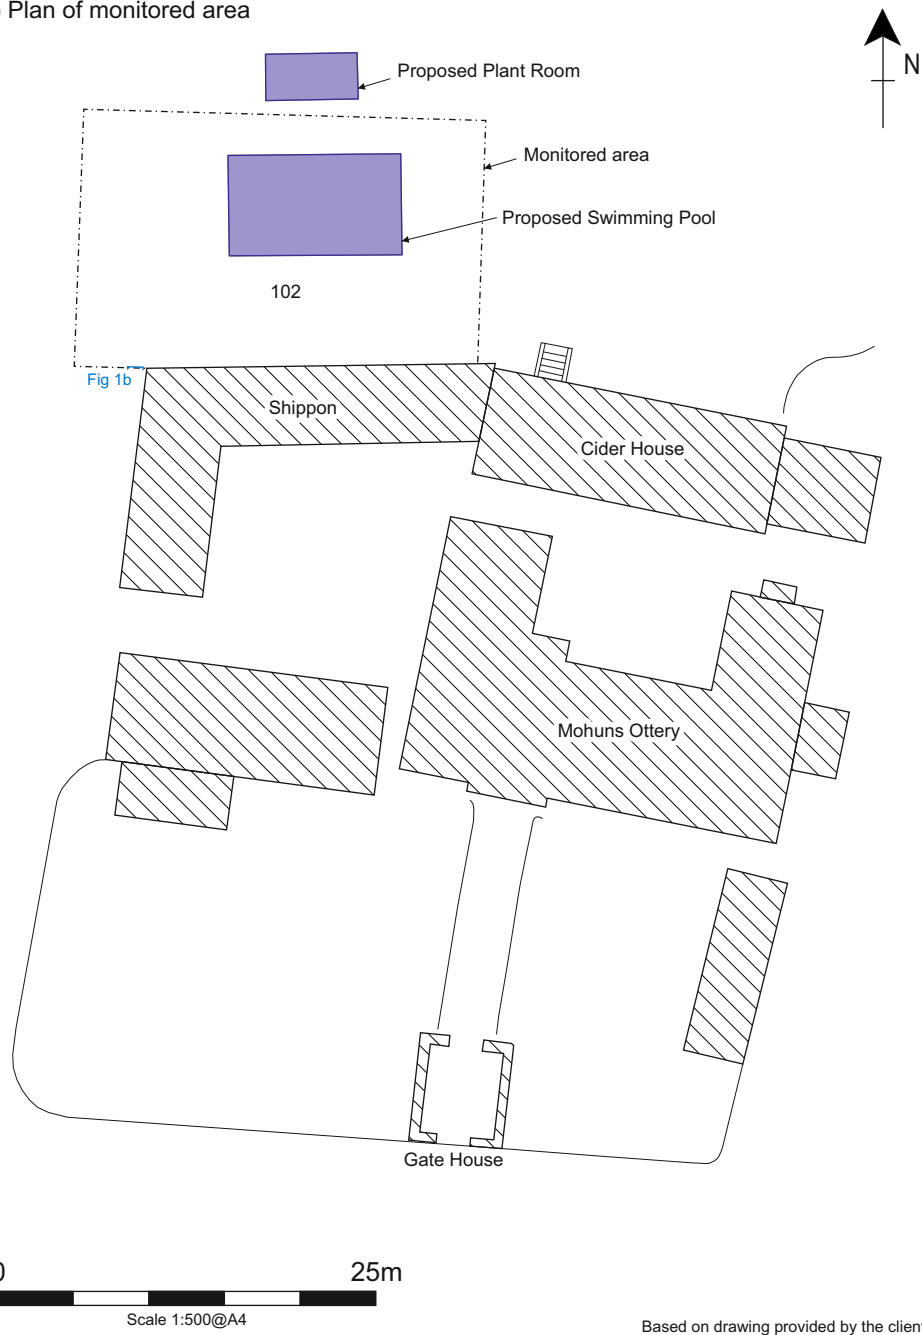 Plan of monitored area
N
Proposed Plant Room
Monitored area
Proposed Swimming Pool
102
Fig 1b
Shippon
Cider House
Mohuns Ottery
Gate House
0 25m
Scale 1:500@A4
Based on drawing provided by the clien